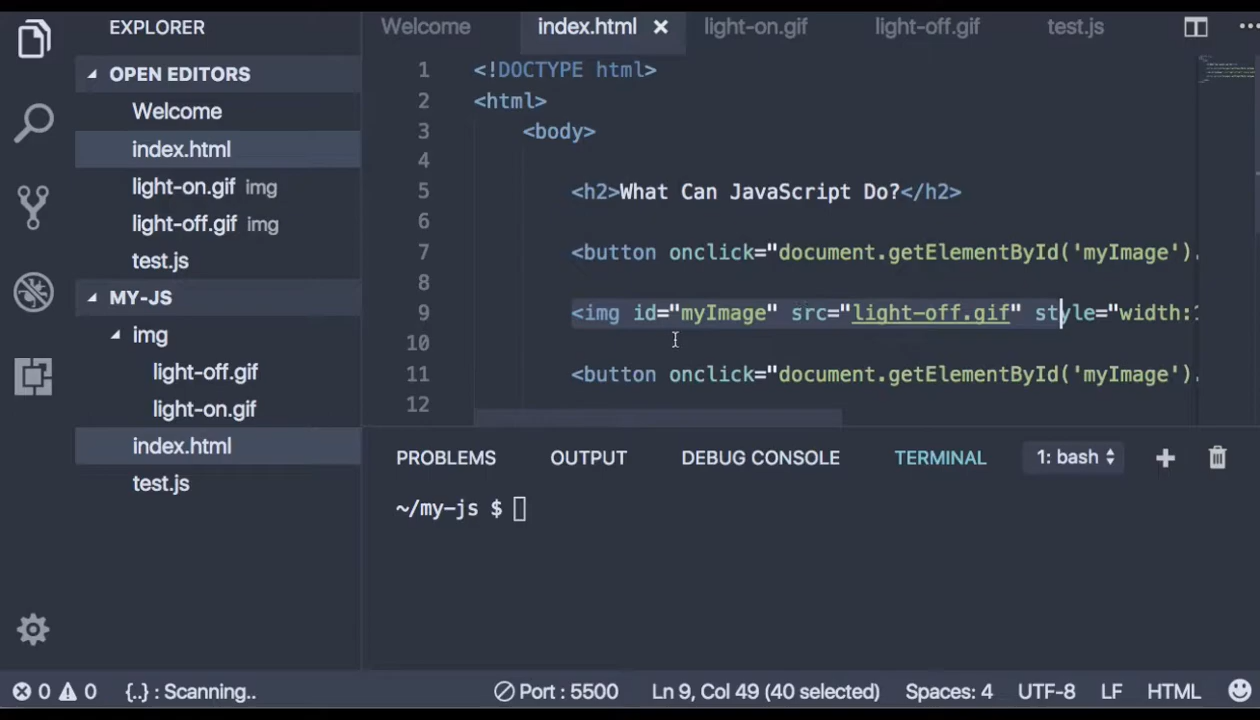 EXPLORER
OPEN EDITORS
Welcome
index.html
light-on.gif img
light-off.gif img
test.js
MY-JS
img
light-off.gif
light-on.gif
index.html
test.js
Welcome index.html light-on.gif light-off.gif test.js
1 <!DOCTYPE html>
2 <html>
3 <body>
4
5 <h2>What Can JavaScript Do?</h2>
6
7 <button onclick="document.getElementById('myImage').
8
9 <img id="myImage" src="light-off.gif" style="width:1
10
11 <button onclick="document.getElementById('myImage').
12
PROBLEMS OUTPUT DEBUG CONSOLE TERMINAL 1: bash
~/my-js $
0 0 {..} : Scanning.. Port : 5500 Ln 9, Col 49 (40 selected) Spaces: 4 UTF-8 LF HTML